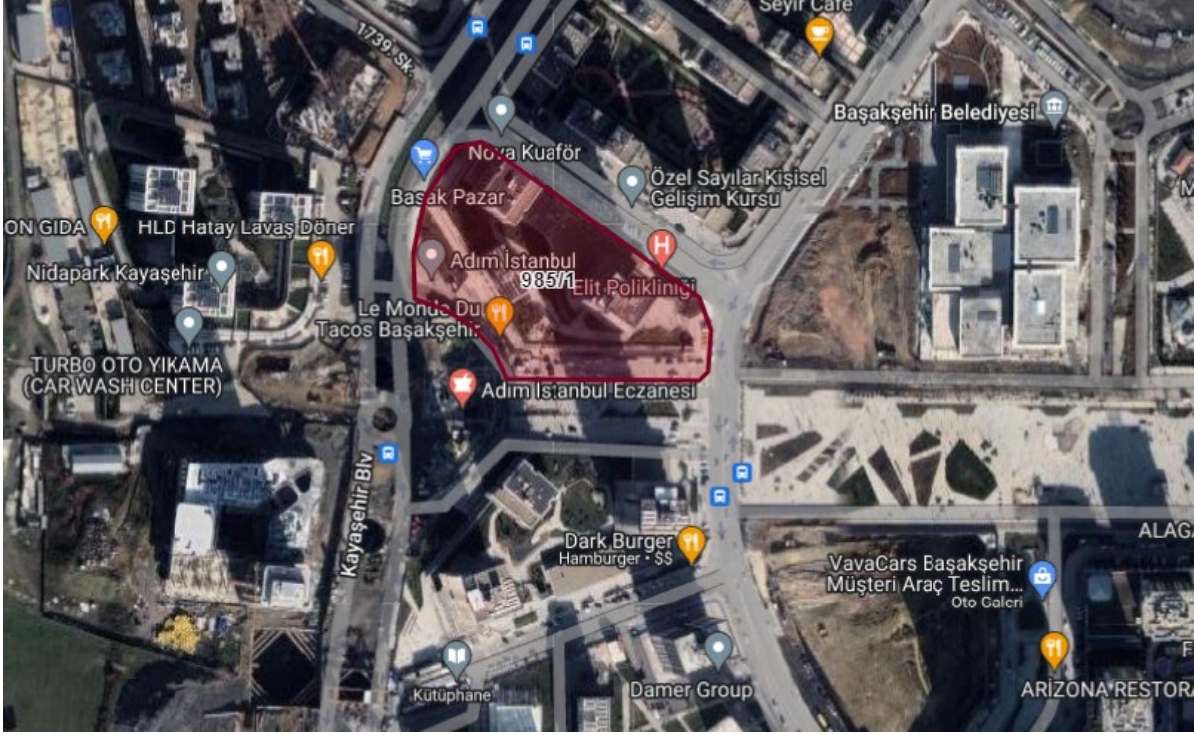 Seyir Cafe
1739. Sk.
Başakşehir Belediyesi
Nova Kuaför
Özel Sayılar Kişisel
Gelişim Kursu
Başak Pazar
ON GIDA
HLD Hatay Lavaş Döner
Nidapark Kayaşehir
Adım İstanbul
985/1
Elit Polikliniği
Le Monde Du
Tacos Başakşehir
TURBO OTO YIKAMA
(CAR WASH CENTER)
Adım İstanbul Eczanesi
Kayaşehir Blv
Dark Burger
Hamburger • $$
ALAGA
VavaCars Başakşehir
Müşteri Araç Teslim...
Oto Galeri
Kütüphane
Damer Group
ARİZONA RESTORA